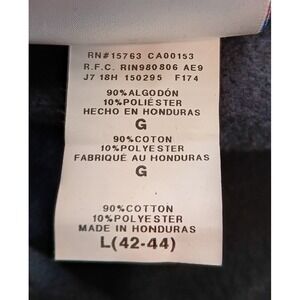 RN#15763 CA00153
R.F.C. RIN980806 AE9
J7 18H 150295 F174
90%ALGODÓN
10%POLIÉSTER
HECHO EN HONDURAS
G
90%COTON
10%POLYESTER
FABRIQUÉ AU HONDURAS
G
90%COTTON
10%POLYESTER
MADE IN HONDURAS
L(42-44)